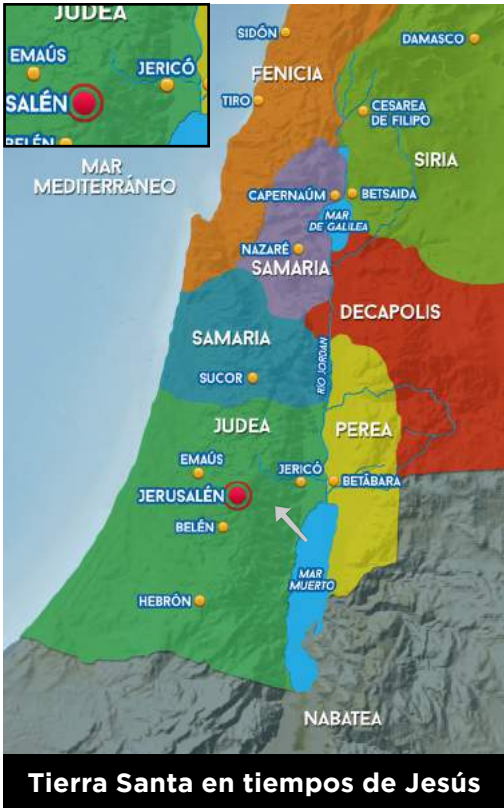 JUDEA
EMAÚS
JERICÓ
SALÉN
BELÉN
SIDÓN
DAMASCO
FENICIA
TIRO
CESAREA
DE FILIPO
MAR
MEDITERRÁNEO
SIRIA
CAPERNAÚM
BETSAIDA
MAR
DE GALILEA
NAZARÉ
SAMARIA
DECAPOLIS
SAMARIA
RÍO JORDAN
SUCOR
JUDEA
PEREA
EMAÚS
JERICÓ
BETÁBARA
JERUSALÉN
BELÉN
MAR
MUERTO
HEBRÓN
NABATEA
Tierra Santa en tiempos de Jesús